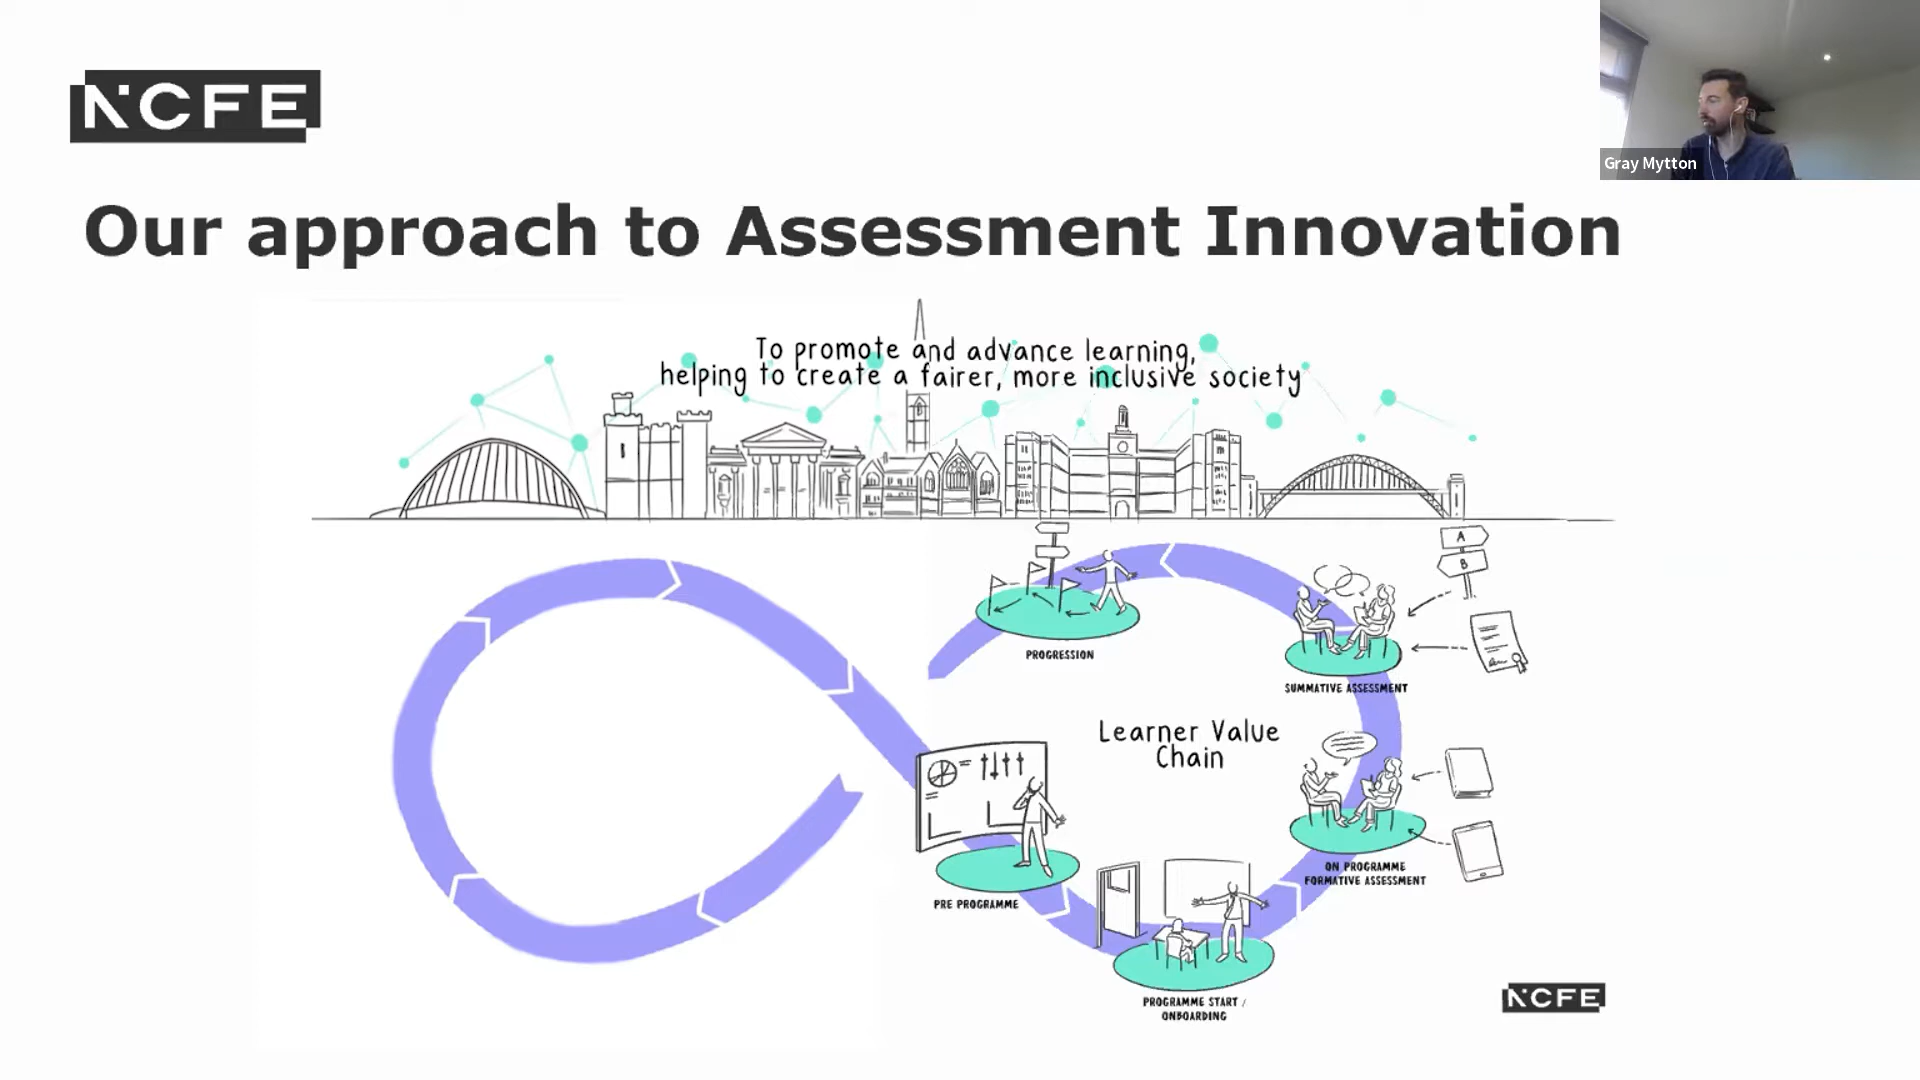 NCFE
Gray Mytton
Our approach to Assessment Innovation
To promote and advance learning,
helping to create a fairer, more inclusive society
A
B
PROGRESSION
SUMMATIVE ASSESSMENT
Learner Value
Chain
ON PROGRAMME
FORMATIVE ASSESSMENT
PRE PROGRAMME
PROGRAMME START /
ONBOARDING
NCFE